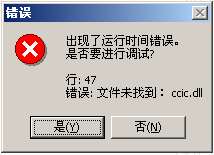 错误
出现了运行时间错误。
是否要进行调试?
行: 47
错误: 文件未找到: ccic.dll
是(Y)
否(N)